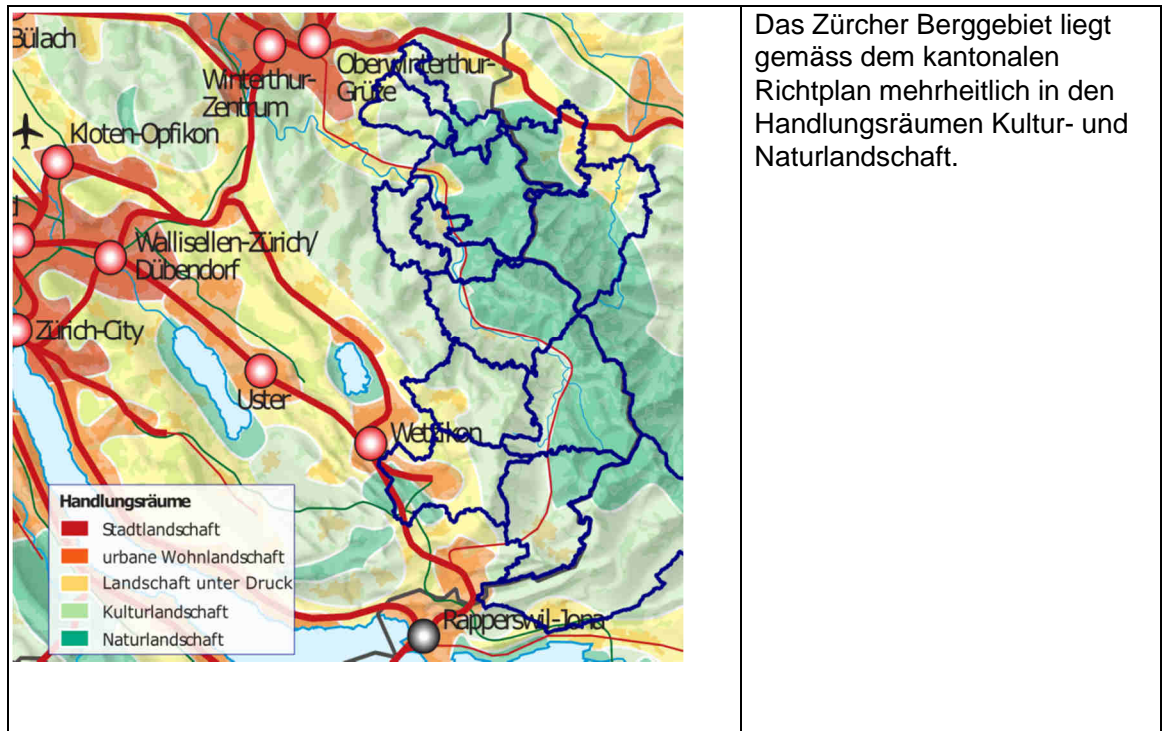 Bülach
Winterthur-
Zentrum
Oberwinterthur-
Grüze
Kloten-Opfikon
d
Wallisellen-Zürich/
Dübendorf
Zürich-City
Uster
Wetzikon
Rapperswil-Jona
Handlungsräume
Stadtlandschaft
urbane Wohnlandschaft
Landschaft unter Druck
Kulturlandschaft
Naturlandschaft
Das Zürcher Berggebiet liegt
gemäss dem kantonalen
Richtplan mehrheitlich in den
Handlungsräumen Kultur- und
Naturlandschaft.